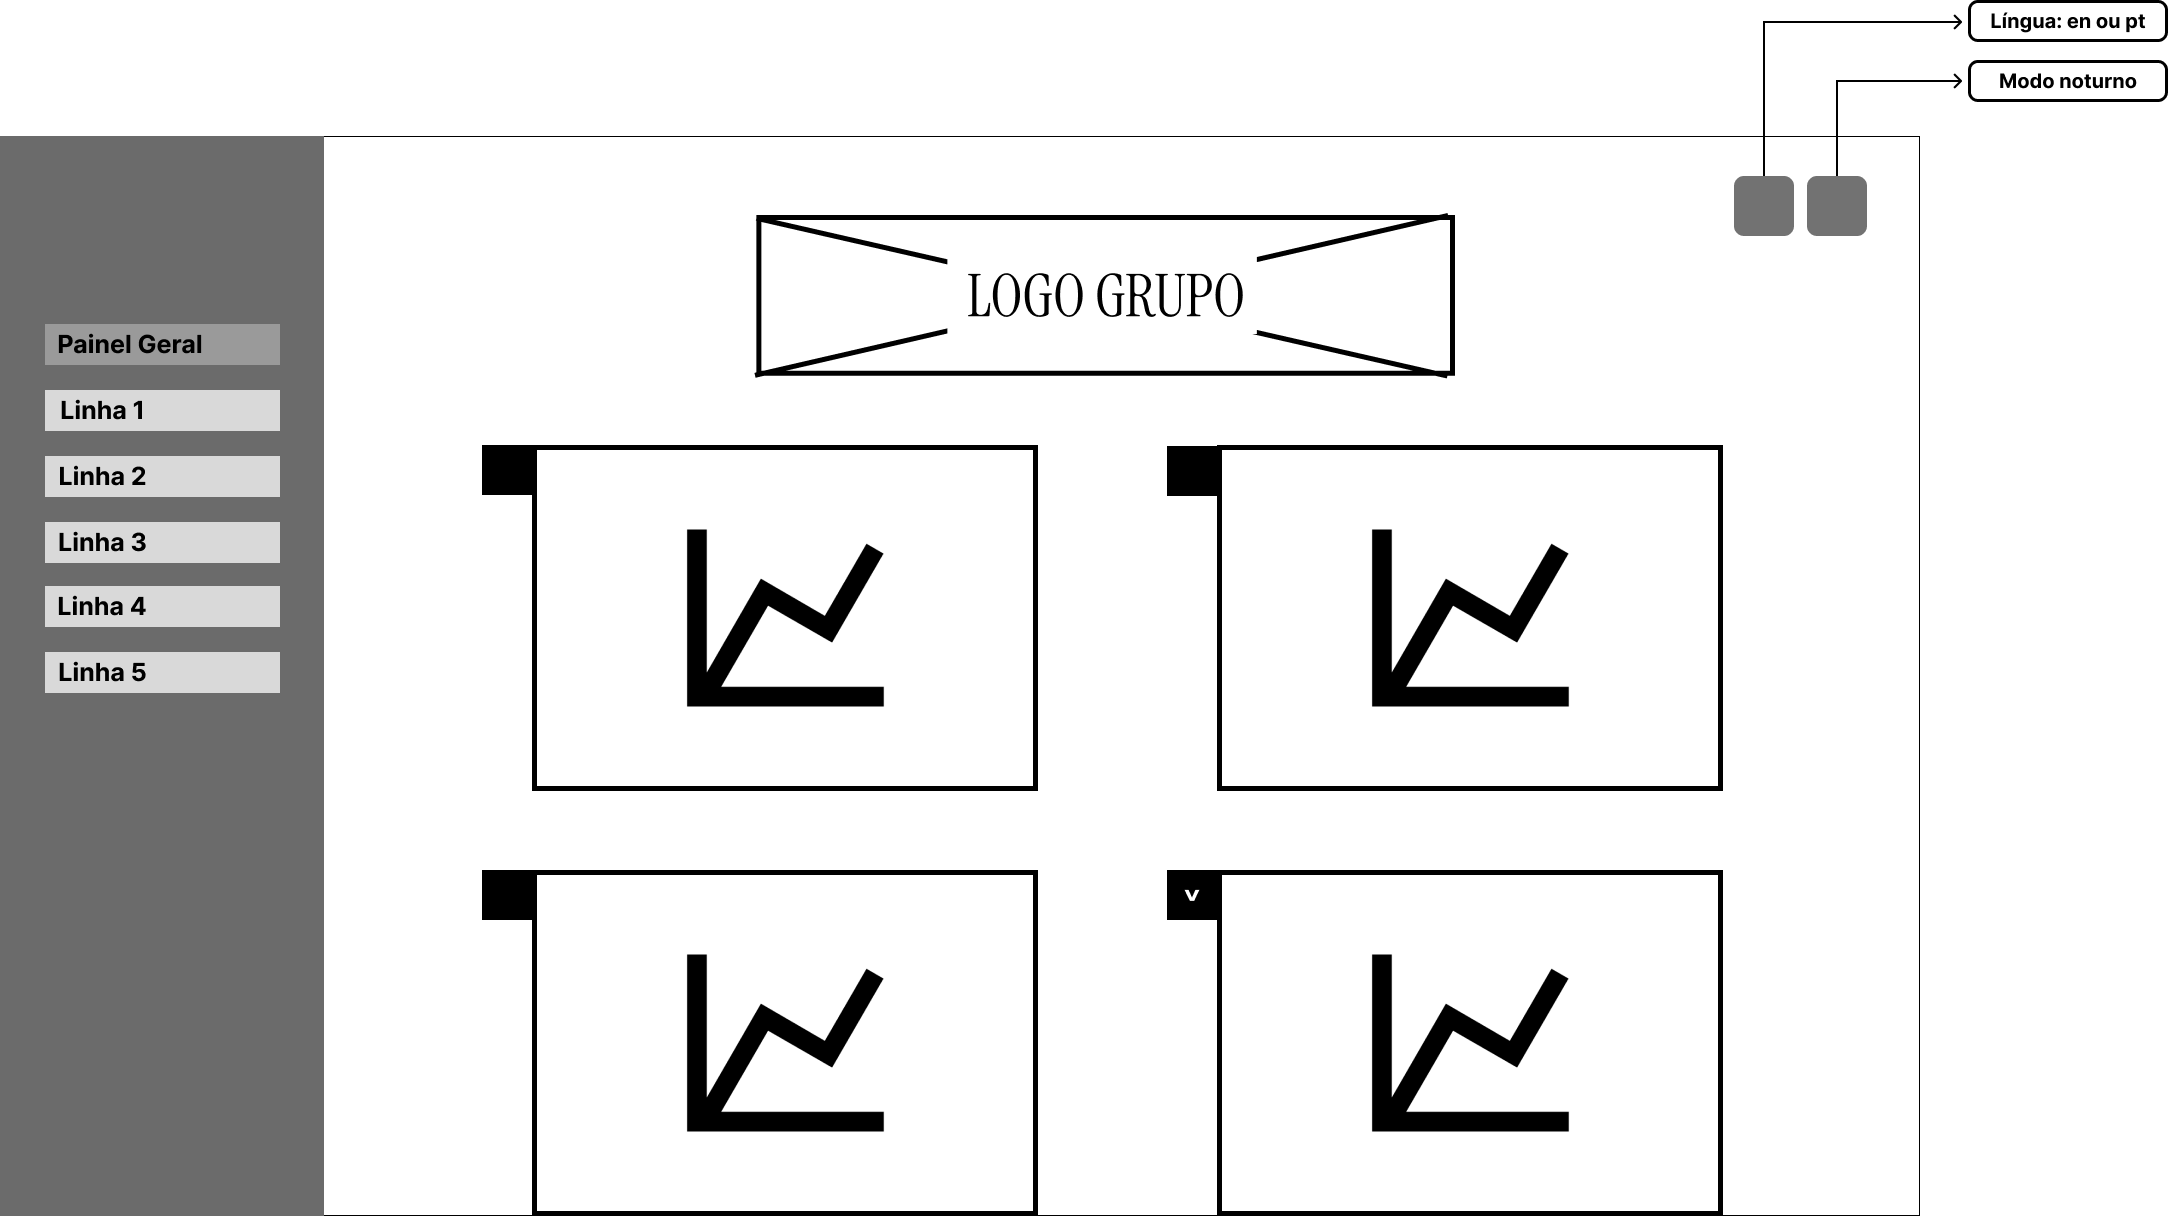 Língua: en ou pt
Modo noturno
LOGO GRUPO
Painel Geral
Linha 1
Linha 2
Linha 3
Linha 4
Linha 5
v